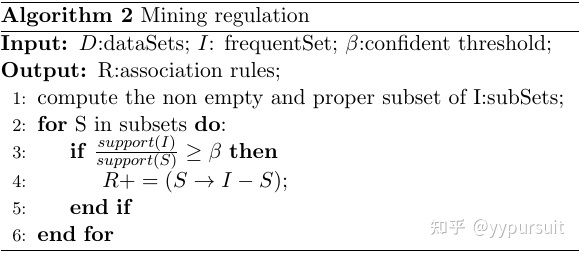 Algorithm 2 Mining regulation
Input: D:dataSets; I: frequentSet; β:confident threshold;
Output: R:association rules;
1: compute the non empty and proper subset of I:subSets;
2: for S in subsets do:
3: if support(I)/support(S) ≥ β then
4: R+ = (S → I − S);
5: end if
6: end for
知乎 @yypursuit